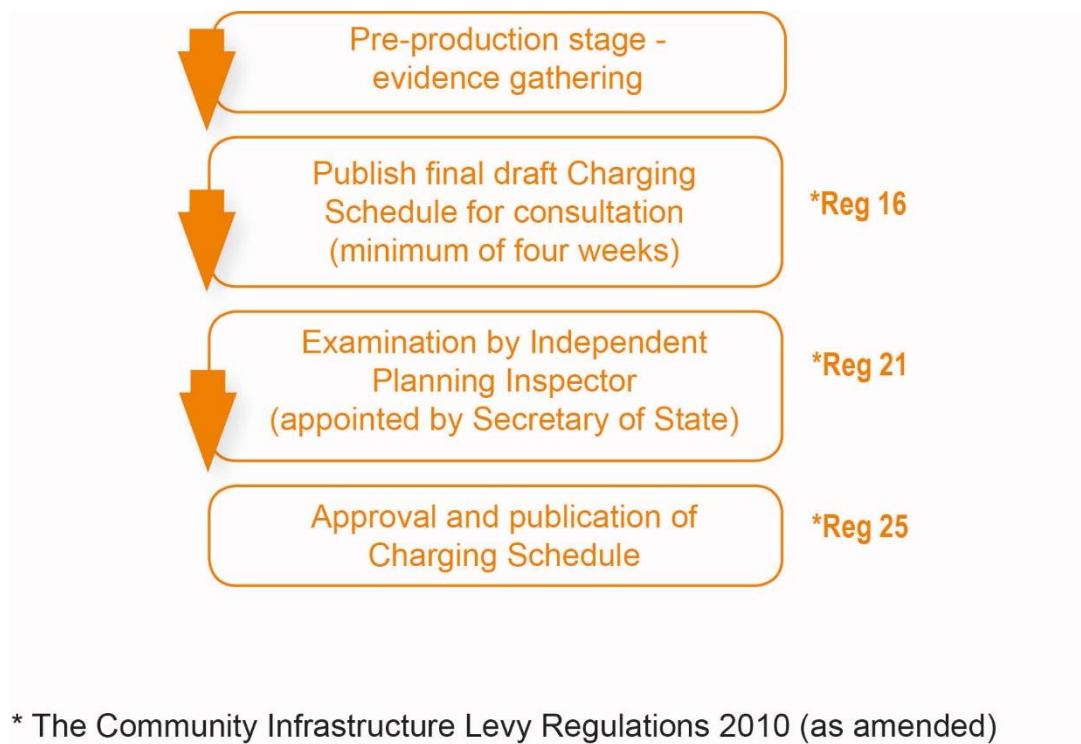 Pre-production stage -
evidence gathering
Publish final draft Charging
Schedule for consultation
(minimum of four weeks)
*Reg 16
Examination by Independent
Planning Inspector
(appointed by Secretary of State)
*Reg 21
Approval and publication of
Charging Schedule
*Reg 25
* The Community Infrastructure Levy Regulations 2010 (as amended)